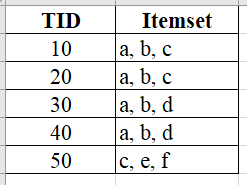 TID Itemset
10 a, b, c
20 a, b, c
30 a, b, d
40 a, b, d
50 c, e, f